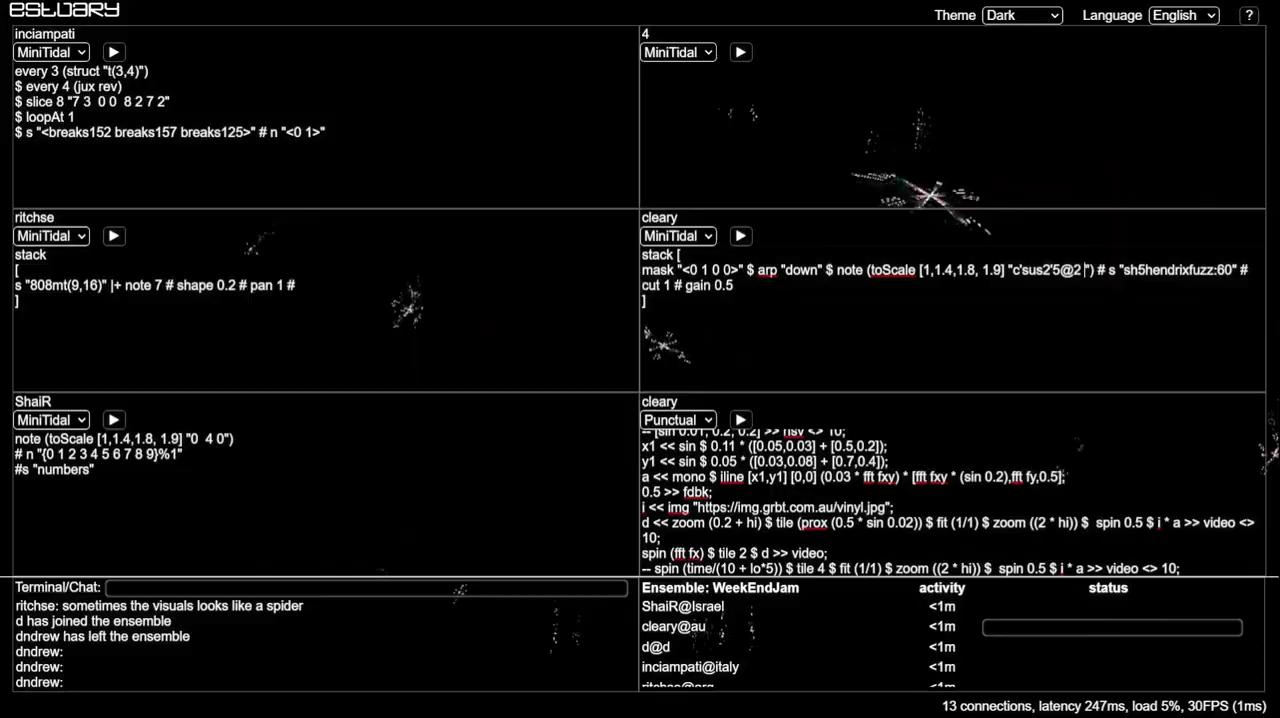 estuary
Theme Dark Language English ?
inciampati
MiniTidal
every 3 (struct "t(3,4)")
$ every 4 (jux rev)
$ slice 8 "7 3  0 0  8 2 7 2"
$ loopAt 1
$ s "<breaks152 breaks157 breaks125>" # n "<0 1>"
4
MiniTidal
ritchse
MiniTidal
stack
[
s "808mt(9,16)" |+ note 7 # shape 0.2 # pan 1 #
]
cleary
MiniTidal
stack [
mask "<0 1 0 0>" $ arp "down" $ note (toScale [1,1.4,1.8, 1.9] "c'sus2'5@2 ") # s "sh5hendrixfuzz:60" #
cut 1 # gain 0.5
]
ShaiR
MiniTidal
note (toScale [1,1.4,1.8, 1.9] "0  4 0")
# n "{0 1 2 3 4 5 6 7 8 9}%1"
#s "numbers"
cleary
Punctual
-- [sin 0.01, 0.2, 0.2] >> hsv <> 10;
x1 << sin $ 0.11 * ([0.05,0.03] + [0.5,0.2]);
y1 << sin $ 0.05 * ([0.03,0.08] + [0.7,0.4]);
a << mono $ iline [x1,y1] [0,0] (0.03 * fft fxy) * [fft fxy * (sin 0.2),fft fy,0.5];
0.5 >> fdbk;
i << img "https://img.grbt.com.au/vinyl.jpg";
d << zoom (0.2 + hi) $ tile (prox (0.5 * sin 0.02)) $ fit (1/1) $ zoom ((2 * hi)) $  spin 0.5 $ i * a >> video <>
10;
spin (fft fx) $ tile 2 $ d >> video;
-- spin (time/(10 + lo*5)) $ tile 4 $ fit (1/1) $ zoom ((2 * hi)) $  spin 0.5 $ i * a >> video <> 10;
Terminal/Chat:
ritchse: sometimes the visuals looks like a spider
d has joined the ensemble
dndrew has left the ensemble
dndrew:
dndrew:
dndrew:
Ensemble: WeekEndJam activity status
ShaiR@Israel <1m
cleary@au <1m
d@d <1m
inciampati@italy <1m
ritchse@arg <1m
13 connections, latency 247ms, load 5%, 30FPS (1ms)